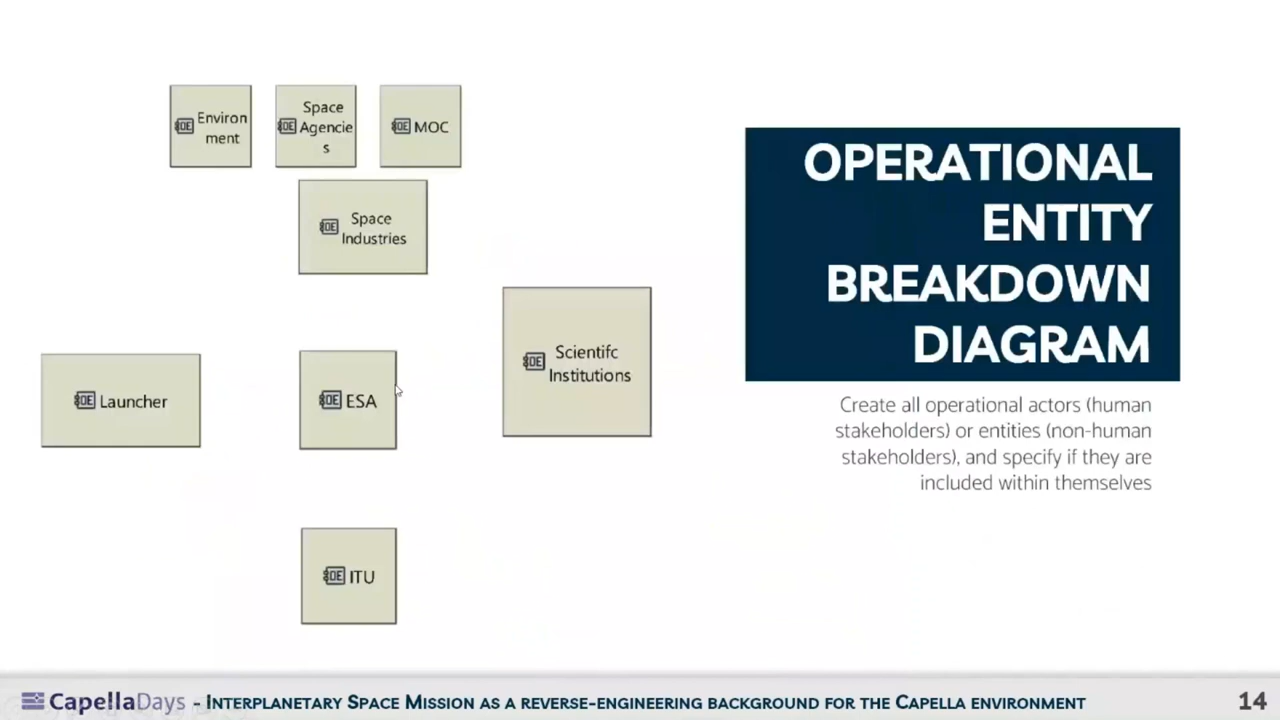 Environ
ment
Space
Agencie
s
MOC
Space
Industries
Scientifc
Institutions
Launcher
ESA
ITU
OPERATIONAL
ENTITY
BREAKDOWN
DIAGRAM
Create all operational actors (human
stakeholders) or entities (non-human
stakeholders), and specify if they are
included within themselves
CapellaDays - INTERPLANETARY SPACE MISSION AS A REVERSE-ENGINEERING BACKGROUND FOR THE CAPELLA ENVIRONMENT
14